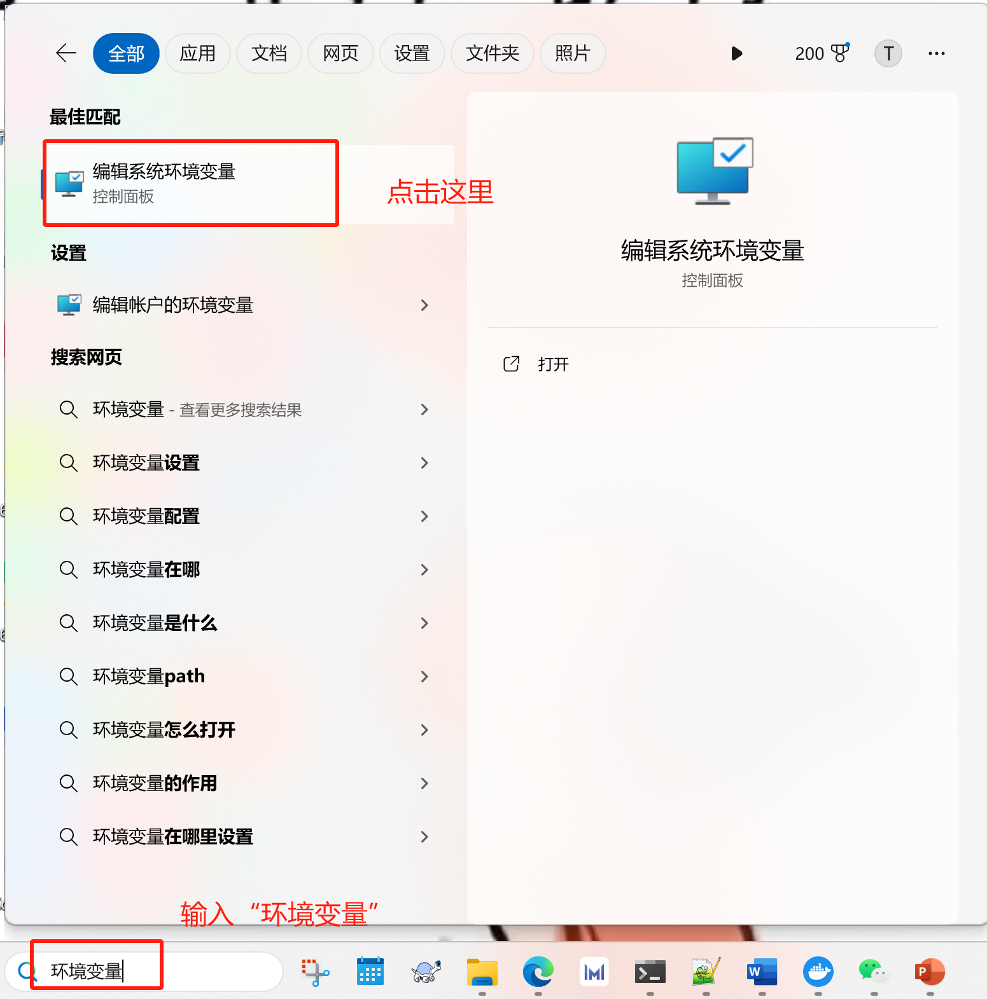 全部
应用
文档
网页
设置
文件夹
照片
200
T
最佳匹配
编辑系统环境变量
控制面板
点击这里
设置
编辑帐户的环境变量
搜索网页
环境变量 - 查看更多搜索结果
环境变量设置
环境变量配置
环境变量在哪
环境变量是什么
环境变量path
环境变量怎么打开
环境变量的作用
环境变量在哪里设置
编辑系统环境变量
控制面板
打开
输入“环境变量”
环境变量
W
P